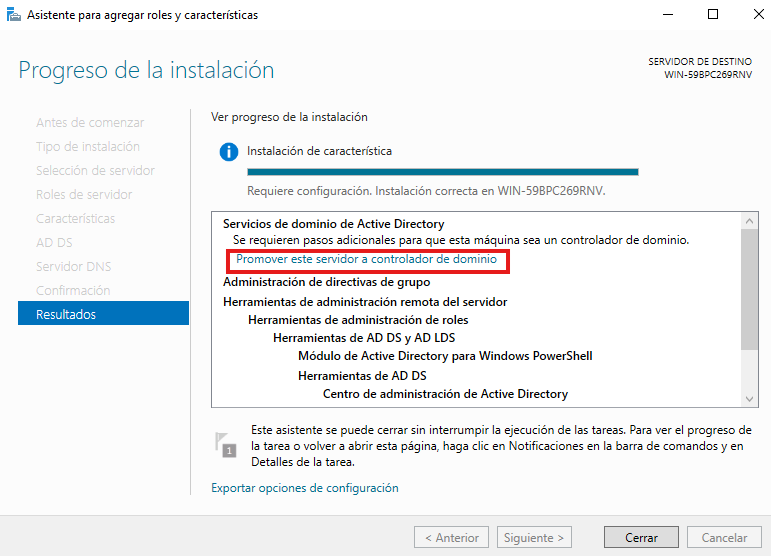 Asistente para agregar roles y características
Progreso de la instalación
SERVIDOR DE DESTINO
WIN-59BPC269RNV
Antes de comenzar
Tipo de instalación
Selección de servidor
Roles de servidor
Características
AD DS
Servidor DNS
Confirmación
Resultados
Ver progreso de la instalación
Instalación de característica
Requiere configuración. Instalación correcta en WIN-59BPC269RNV.
Servicios de dominio de Active Directory
Se requieren pasos adicionales para que esta máquina sea un controlador de dominio.
Promover este servidor a controlador de dominio
Administración de directivas de grupo
Herramientas de administración remota del servidor
Herramientas de administración de roles
Herramientas de AD DS y AD LDS
Módulo de Active Directory para Windows PowerShell
Herramientas de AD DS
Centro de administración de Active Directory
1
Este asistente se puede cerrar sin interrumpir la ejecución de las tareas. Para ver el progreso de
la tarea o volver a abrir esta página, haga clic en Notificaciones en la barra de comandos y en
Detalles de la tarea.
Exportar opciones de configuración
< Anterior
Siguiente >
Cerrar
Cancelar